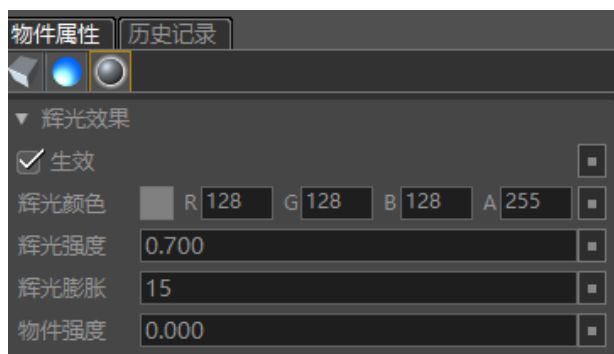 物件属性 历史记录
▼ 辉光效果
生效
辉光颜色 R 128 G 128 B 128 A 255
辉光强度 0.700
辉光膨胀 15
物件强度 0.000